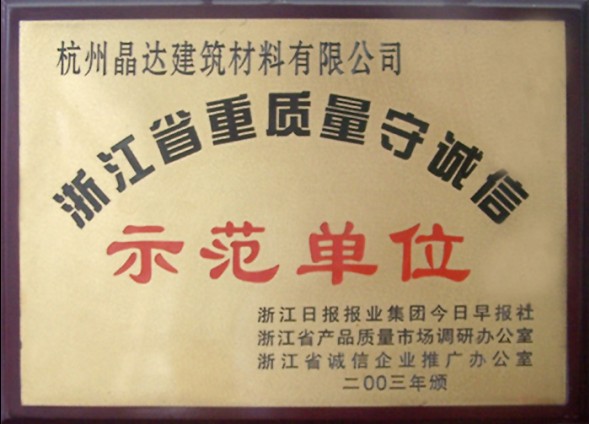 杭州晶达建筑材料有限公司
浙江省重质量守诚信
示范单位
浙江日报报业集团今日早报社
浙江省产品质量市场调研办公室
浙江省诚信企业推广办公室
二00三年颁